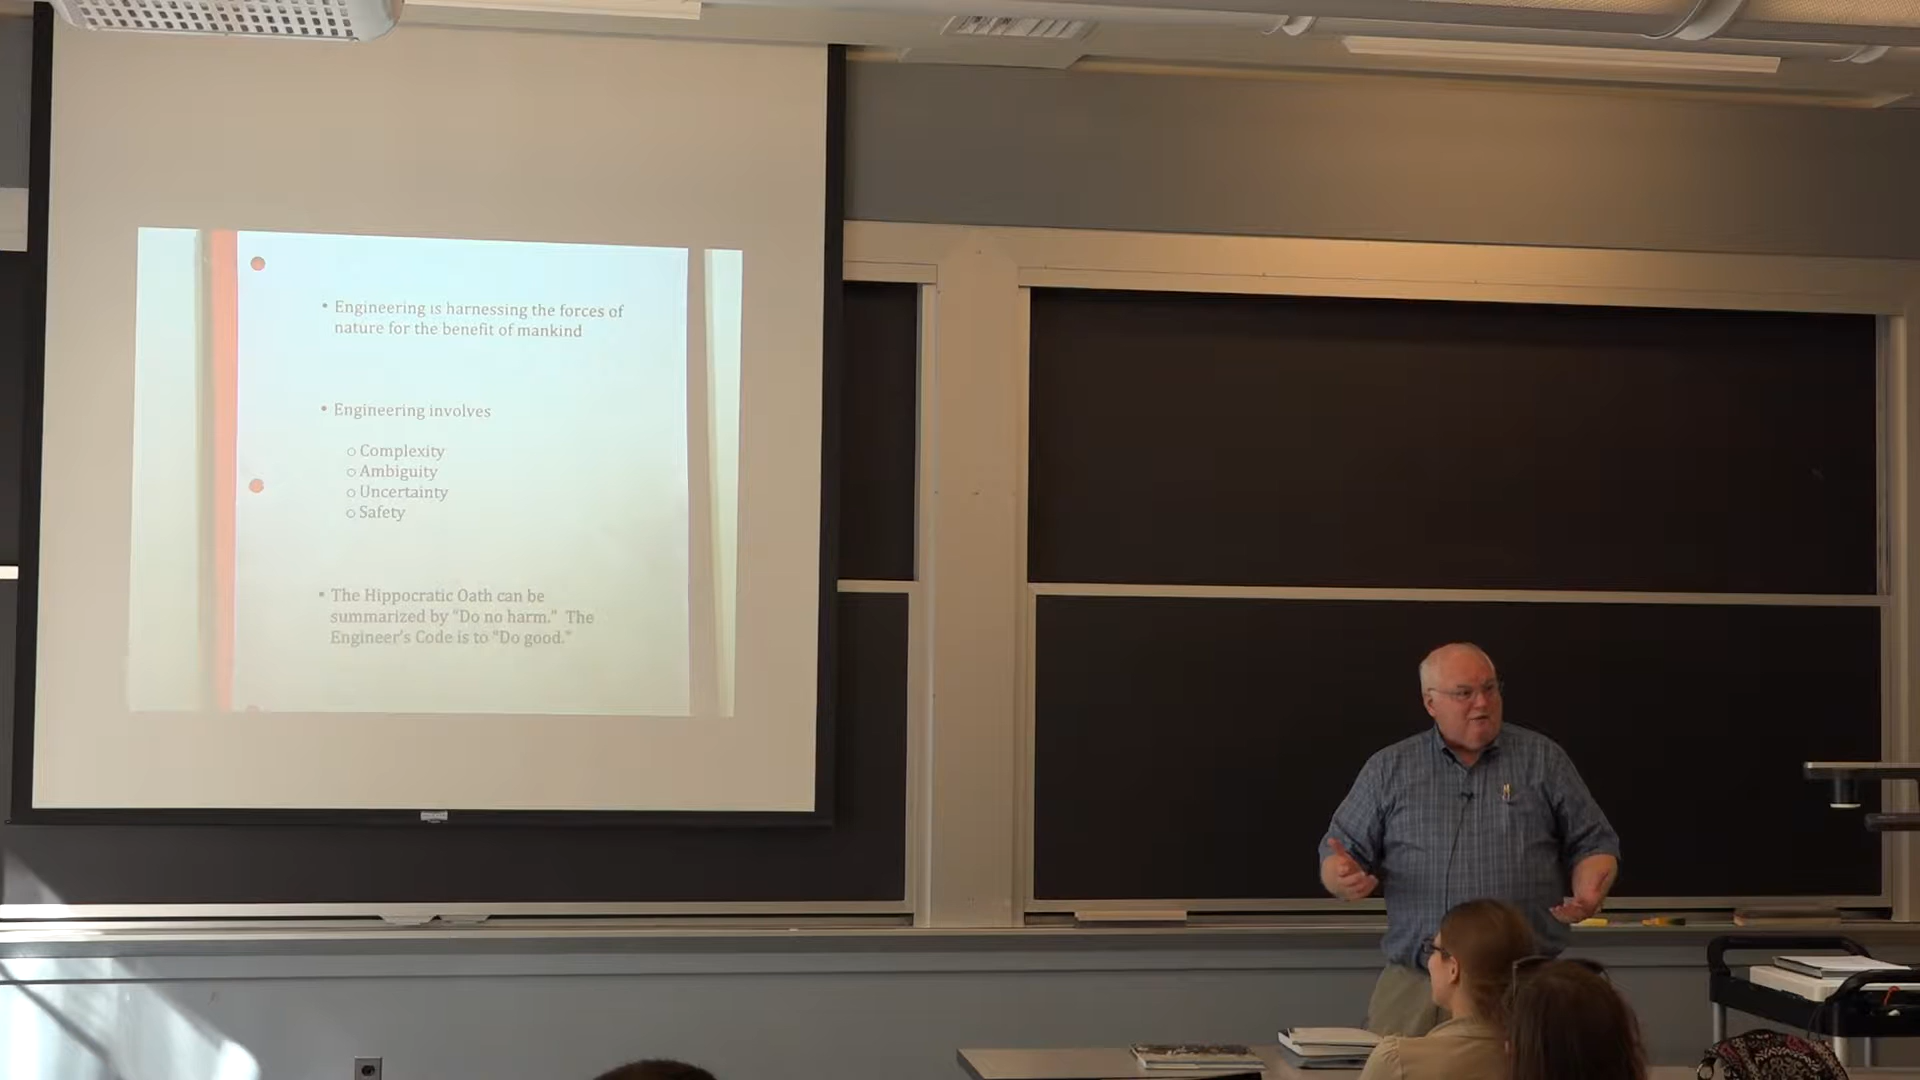 • Engineering is harnessing the forces of
nature for the benefit of mankind
• Engineering involves
o Complexity
o Ambiguity
o Uncertainty
o Safety
• The Hippocratic Oath can be
summarized by “Do no harm.” The
Engineer's Code is to “Do good.”